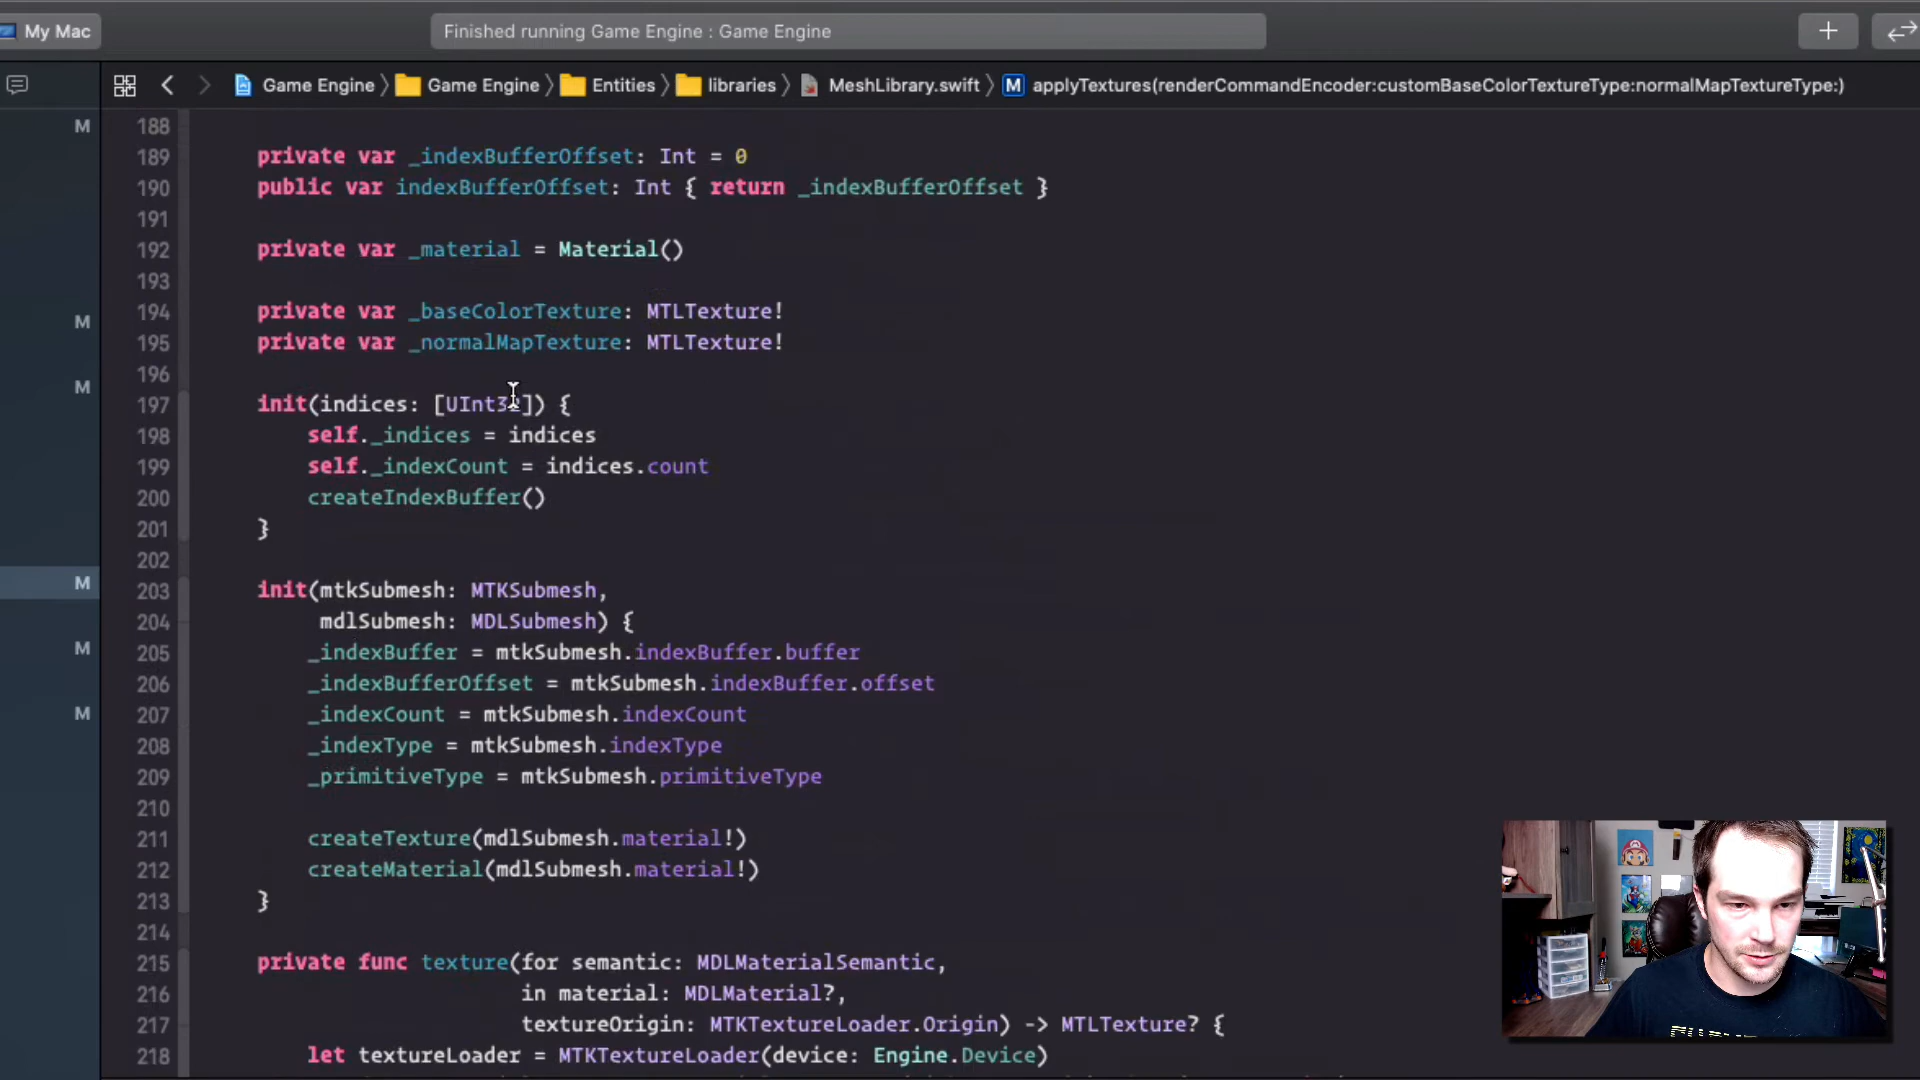 My Mac
Finished running Game Engine : Game Engine
Game Engine Game Engine Entities libraries MeshLibrary.swift M applyTextures(renderCommandEncoder:customBaseColorTextureType:normalMapTextureType:)
M
M
M
M
M
M
188
189 private var _indexBufferOffset: Int = 0
190 public var indexBufferOffset: Int { return _indexBufferOffset }
191
192 private var _material = Material()
193
194 private var _baseColorTexture: MTLTexture!
195 private var _normalMapTexture: MTLTexture!
196
197 init(indices: [UInt32]) {
198 self._indices = indices
199 self._indexCount = indices.count
200 createIndexBuffer()
201 }
202
203 init(mtkSubmesh: MTKSubmesh,
204 mdlSubmesh: MDLSubmesh) {
205 _indexBuffer = mtkSubmesh.indexBuffer.buffer
206 _indexBufferOffset = mtkSubmesh.indexBuffer.offset
207 _indexCount = mtkSubmesh.indexCount
208 _indexType = mtkSubmesh.indexType
209 _primitiveType = mtkSubmesh.primitiveType
210
211 createTexture(mdlSubmesh.material!)
212 createMaterial(mdlSubmesh.material!)
213 }
214
215 private func texture(for semantic: MDLMaterialSemantic,
216 in material: MDLMaterial?,
217 textureOrigin: MTKTextureLoader.Origin) -> MTLTexture? {
218 let textureLoader = MTKTextureLoader(device: Engine.Device)